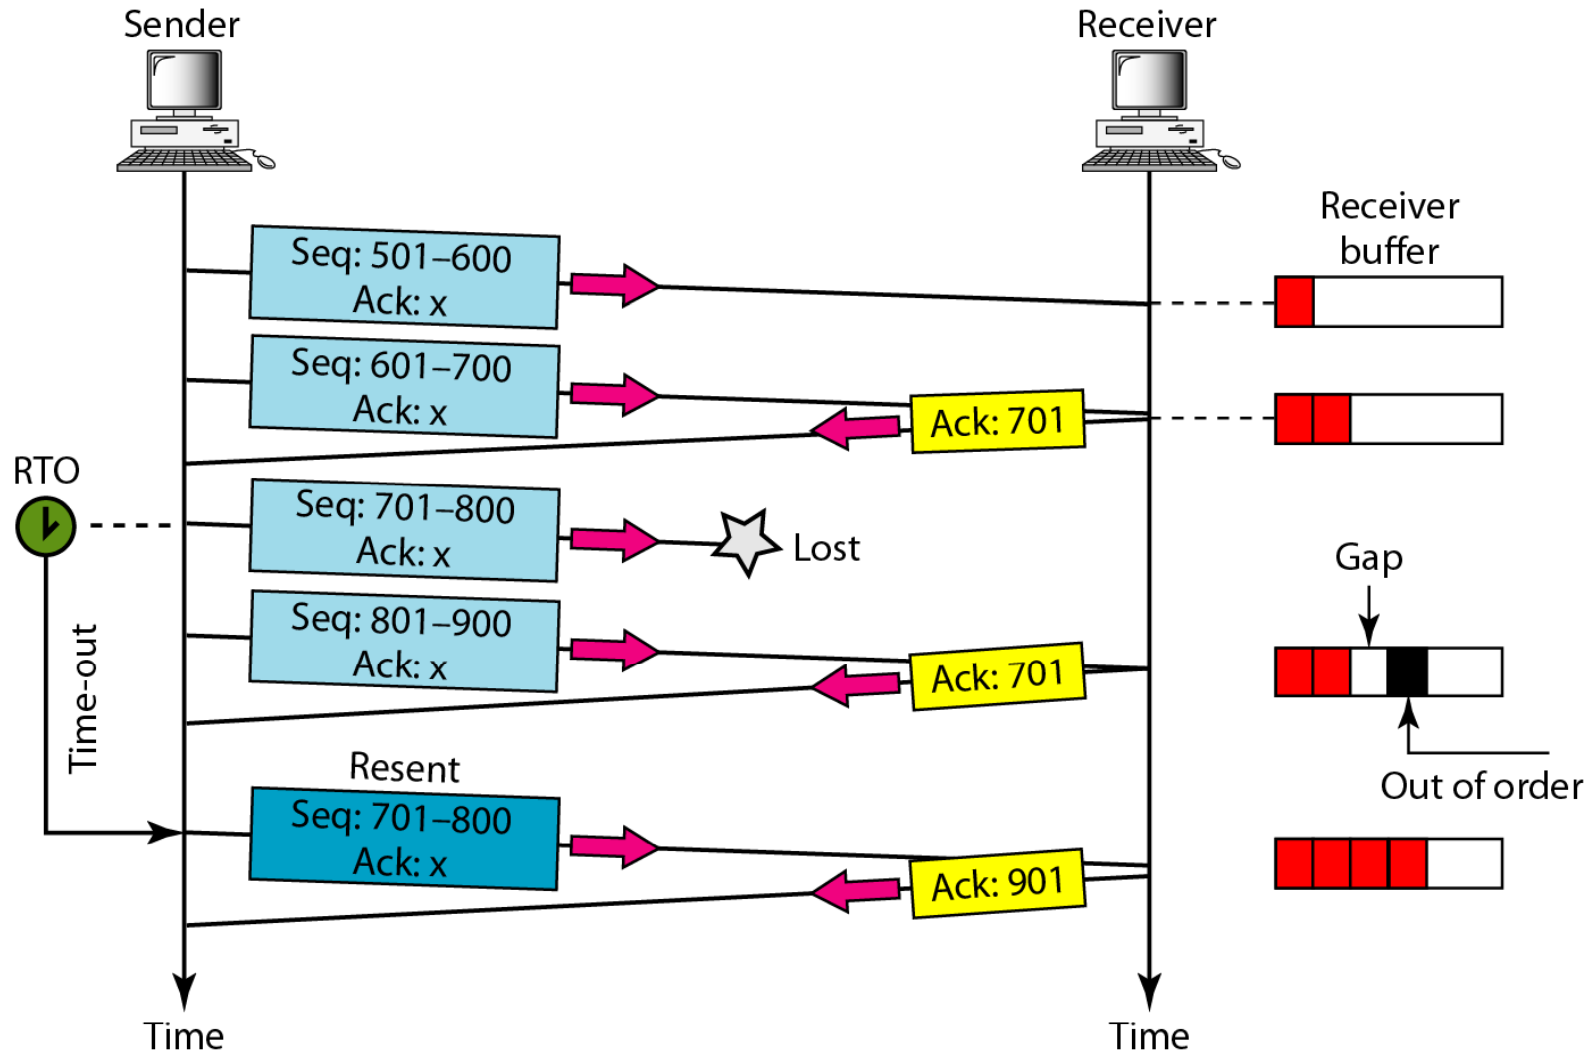 Sender
Receiver
Receiver
buffer
Seq: 501–600
Ack: x
Seq: 601–700
Ack: x
Ack: 701
RTO
Seq: 701–800
Ack: x
Lost
Gap
Seq: 801–900
Ack: x
Ack: 701
Time-out
Out of order
Resent
Seq: 701–800
Ack: x
Ack: 901
Time
Time